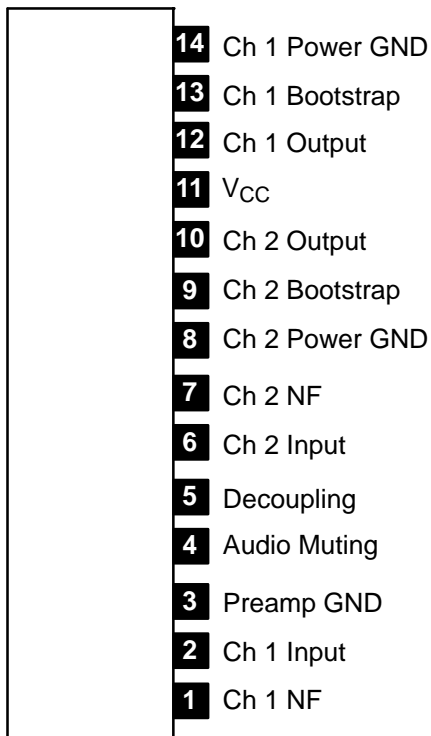 14 Ch 1 Power GND
13 Ch 1 Bootstrap
12 Ch 1 Output
11 VCC
10 Ch 2 Output
9 Ch 2 Bootstrap
8 Ch 2 Power GND
7 Ch 2 NF
6 Ch 2 Input
5 Decoupling
4 Audio Muting
3 Preamp GND
2 Ch 1 Input
1 Ch 1 NF